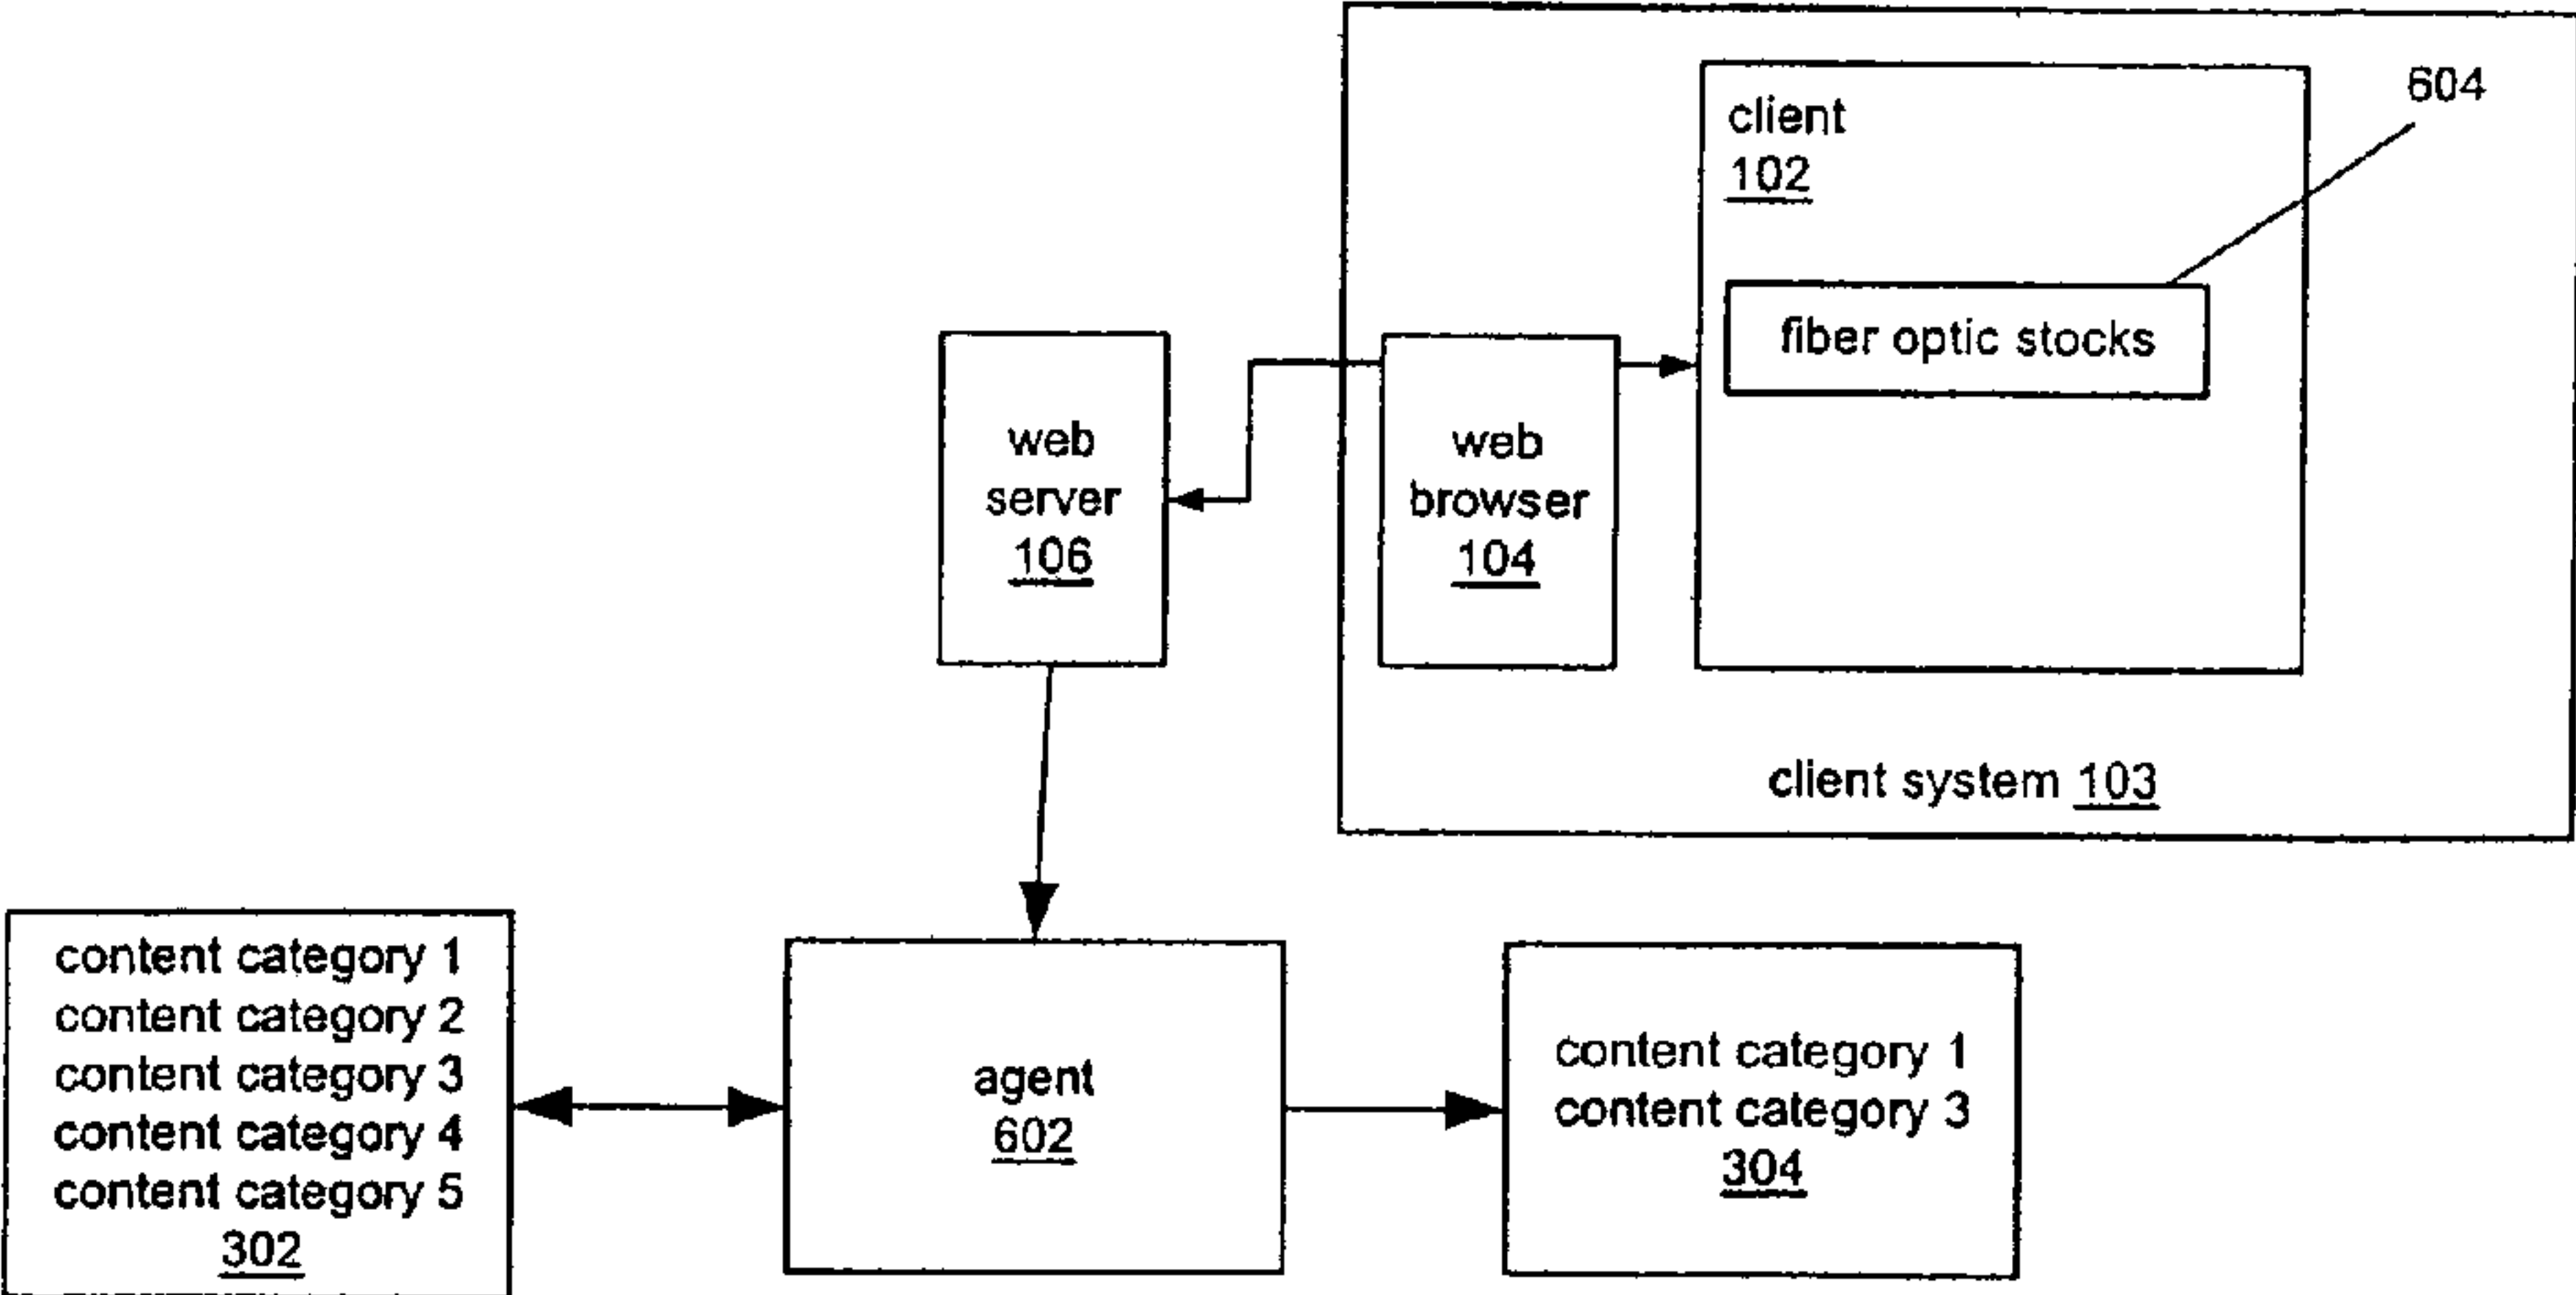 604
client
102
fiber optic stocks
web
server
106
web
browser
104
client system 103
content category 1
content category 2
content category 3
content category 4
content category 5
302
agent
602
content category 1
content category 3
304